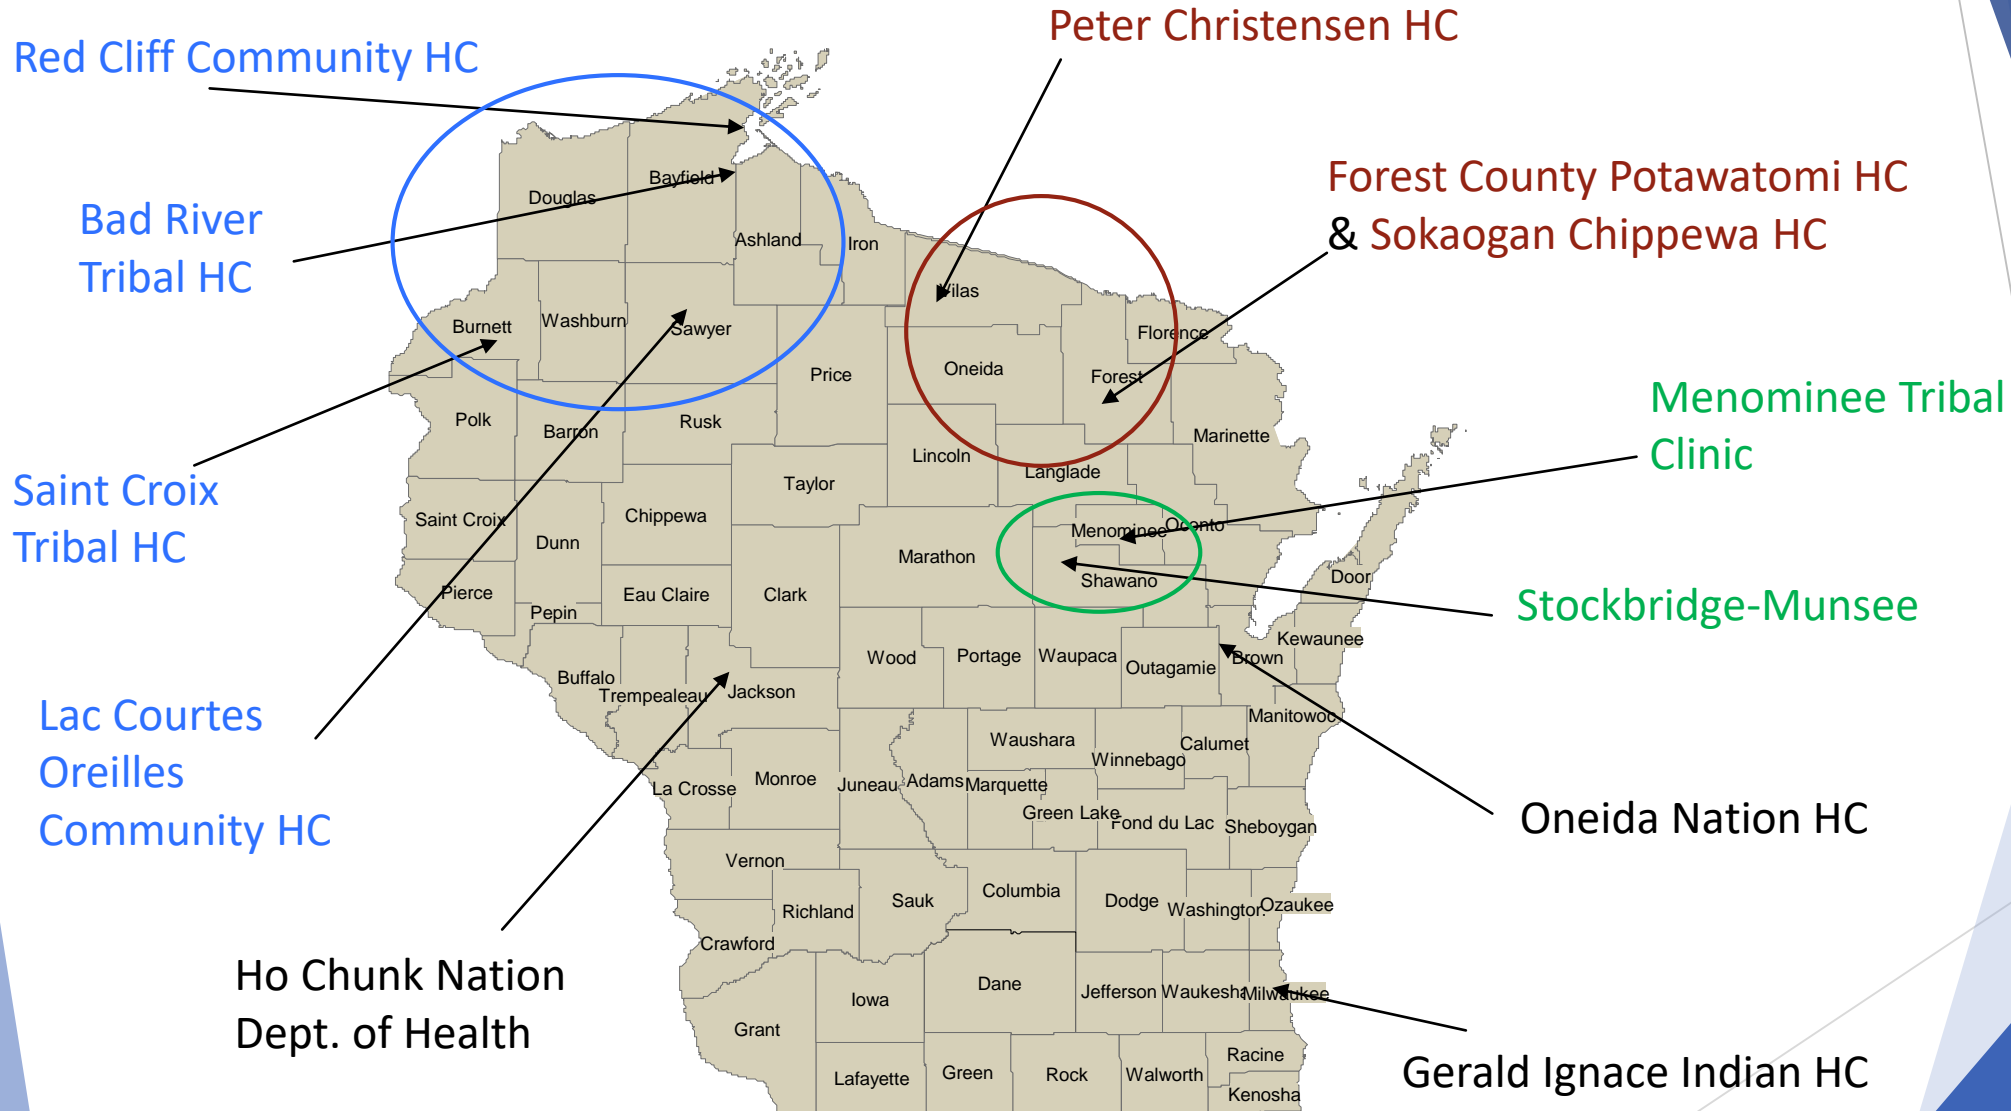 Peter Christensen HC
Red Cliff Community HC
Forest County Potawatomi HC
& Sokaogan Chippewa HC
Bad River
Tribal HC
Menominee Tribal
Clinic
Saint Croix
Tribal HC
Stockbridge-Munsee
Lac Courtes
Oreilles
Community HC
Oneida Nation HC
Ho Chunk Nation
Dept. of Health
Gerald Ignace Indian HC
Bayfield
Douglas
Ashland
Iron
Vilas
Burnett
Washburn
Sawyer
Florence
Price
Oneida
Forest
Polk
Barron
Rusk
Marinette
Lincoln
Langlade
Taylor
Saint Croix
Chippewa
Menominee
Oconto
Dunn
Marathon
Shawano
Door
Pierce
Eau Claire
Clark
Pepin
Kewaunee
Wood
Portage
Waupaca
Outagamie
Brown
Buffalo
Trempealeau
Jackson
Manitowoc
Waushara
Calumet
Winnebago
La Crosse
Monroe
Juneau
Adams
Marquette
Green Lake
Fond du Lac
Sheboygan
Vernon
Columbia
Sauk
Dodge
Richland
Washington
Ozaukee
Crawford
Dane
Iowa
Jefferson
Waukesha
Milwaukee
Grant
Racine
Lafayette
Green
Rock
Walworth
Kenosha